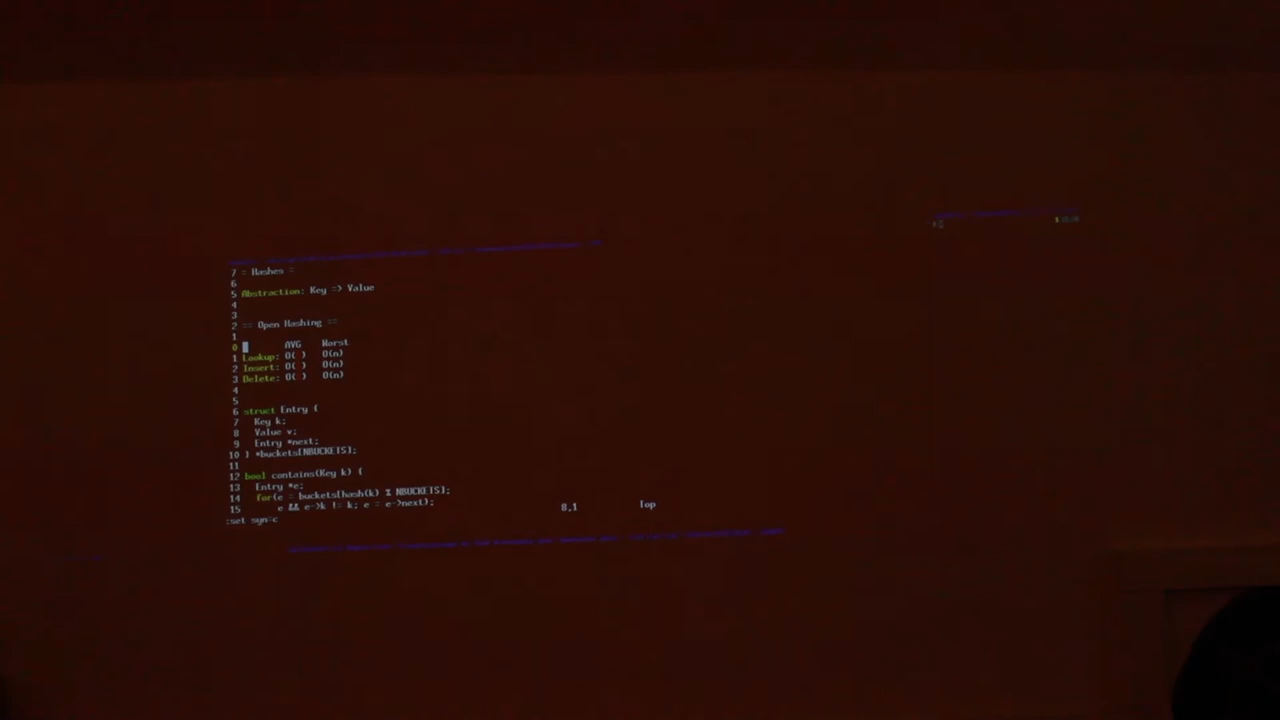 7 = Hashes =
6
5 Abstraction: Key => Value
4
3
2 == Open Hashing ==
1
0 AVG Worst
1 Lookup: O( ) O(n)
2 Insert: O( ) O(n)
3 Delete: O( ) O(n)
4
5
6 struct Entry {
7 Key k;
8 Value v;
9 Entry *next;
10 } *buckets[NBUCKETS];
11
12 bool contains(Key k) {
13 Entry *e;
14 for(e = buckets[hash(k) % NBUCKETS];
15 e && e->k != k; e = e->next);
:set syn=c 8,1 Top